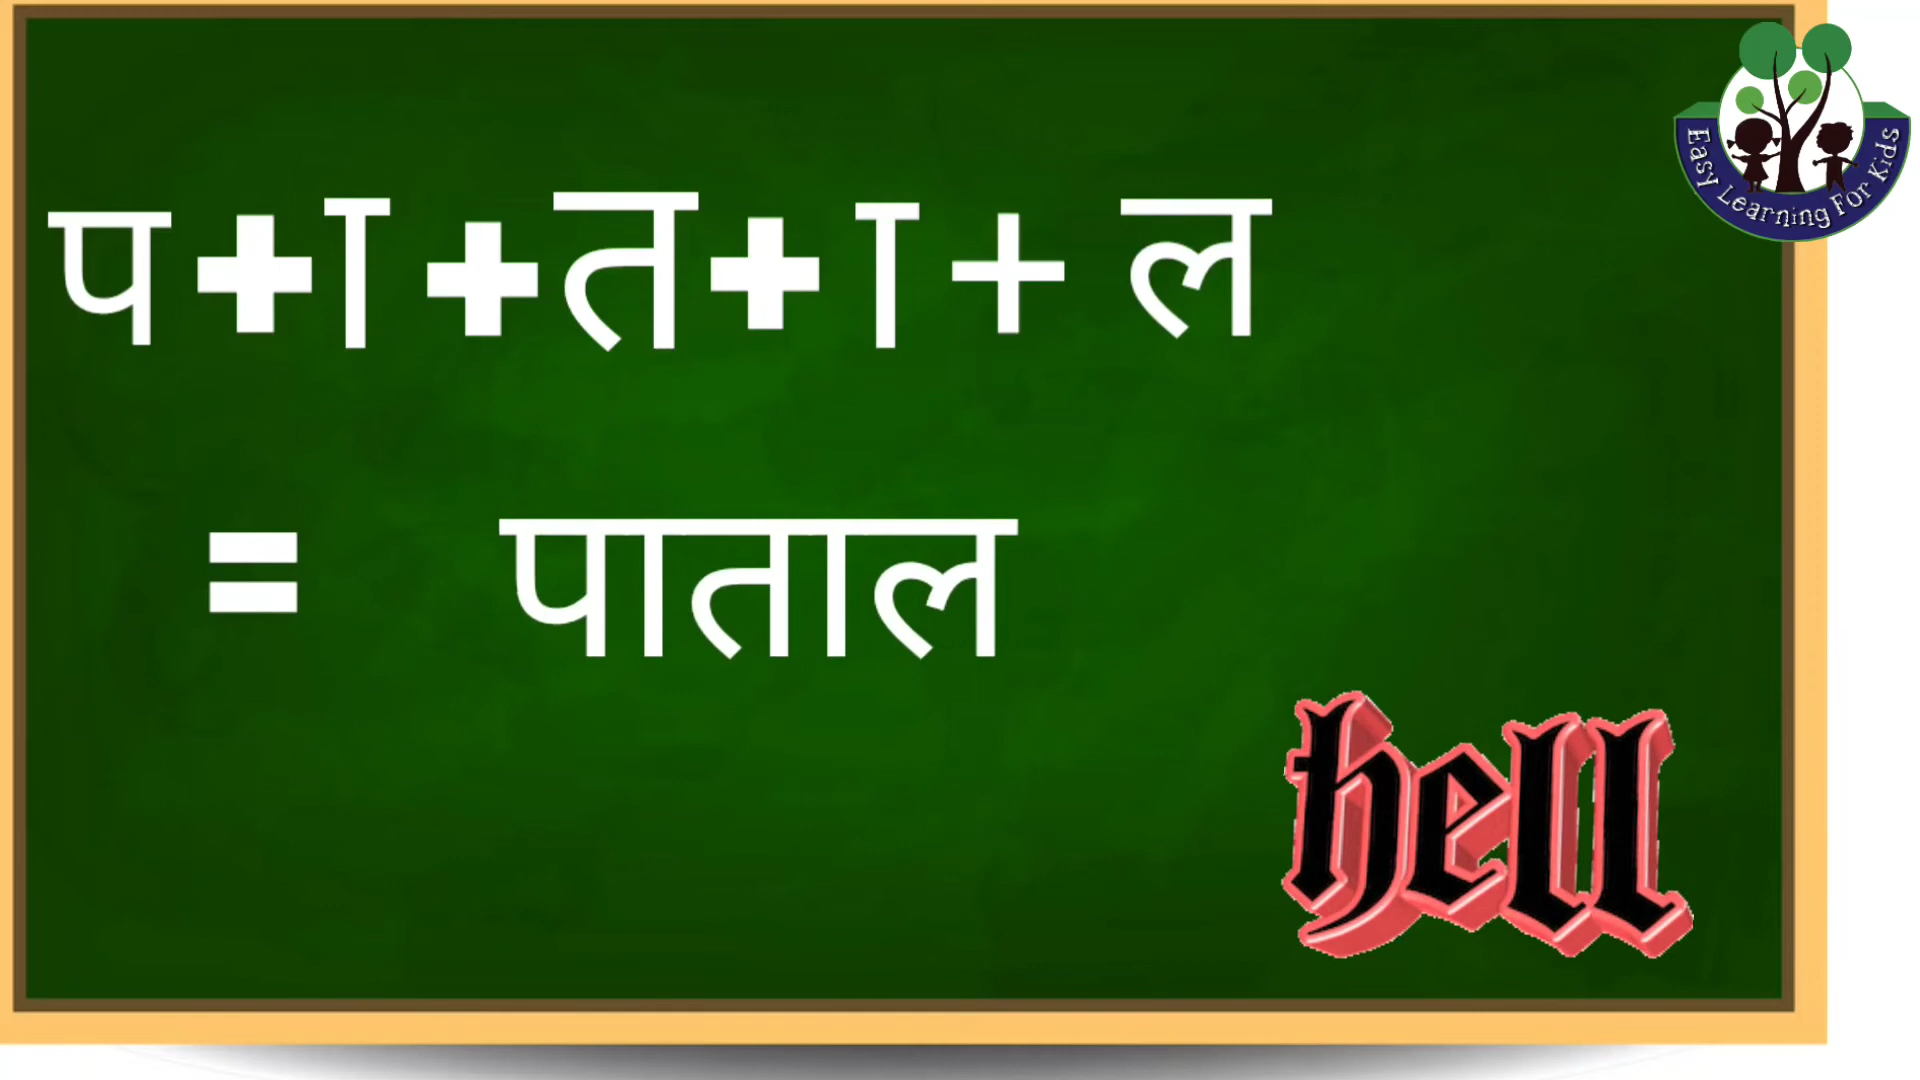 प + ा + त + ा + ल
= पाताल
hell
Easy Learning For Kids